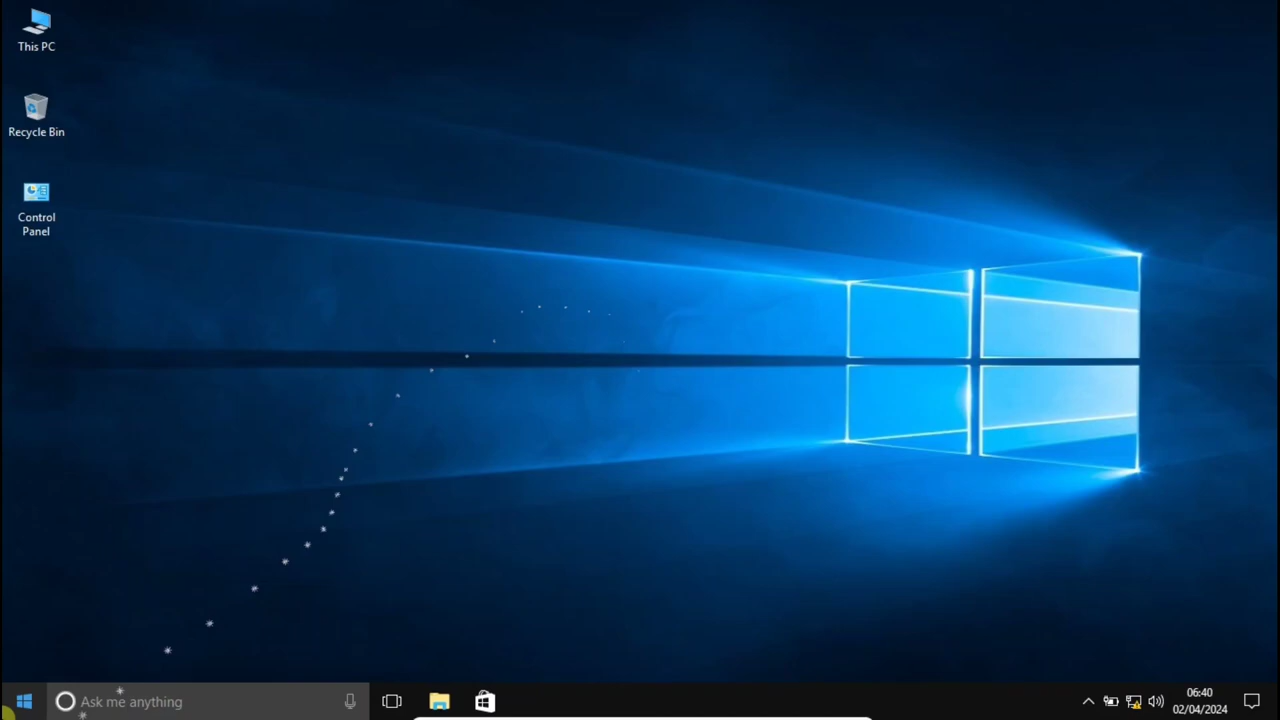 This PC
Recycle Bin
Control
Panel
Ask me anything
06:40
02/04/2024